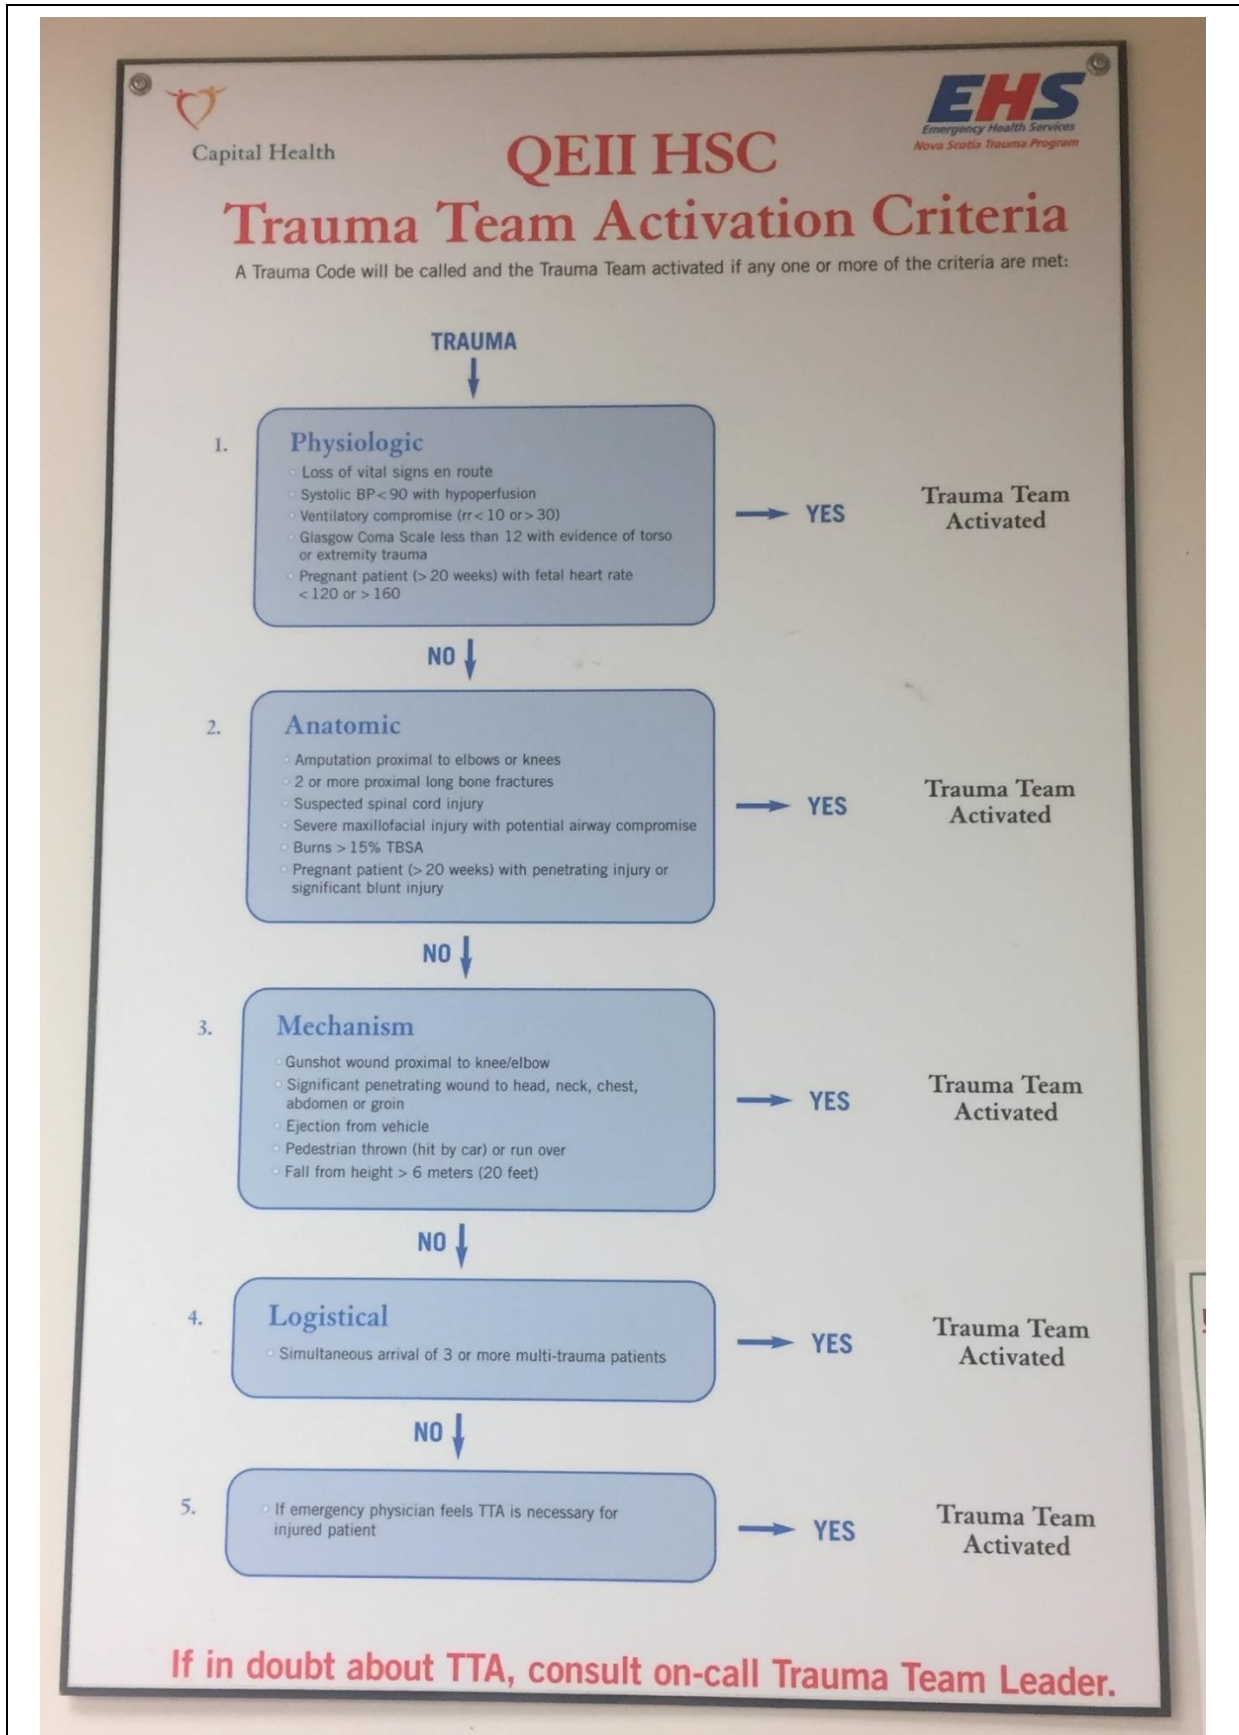 Capital Health
EHS
Emergency Health Services
Nova Scotia Trauma Program
QEII HSC
Trauma Team Activation Criteria
A Trauma Code will be called and the Trauma Team activated if any one or more of the criteria are met:
TRAUMA
1.
Physiologic
Loss of vital signs en route
Systolic BP < 90 with hypoperfusion
Ventilatory compromise (rr < 10 or > 30)
Glasgow Coma Scale less than 12 with evidence of torso
or extremity trauma
Pregnant patient (> 20 weeks) with fetal heart rate
< 120 or > 160
YES
Trauma Team
Activated
NO
2.
Anatomic
Amputation proximal to elbows or knees
2 or more proximal long bone fractures
Suspected spinal cord injury
Severe maxillofacial injury with potential airway compromise
Burns > 15% TBSA
Pregnant patient (> 20 weeks) with penetrating injury or
significant blunt injury
YES
Trauma Team
Activated
NO
3.
Mechanism
Gunshot wound proximal to knee/elbow
Significant penetrating wound to head, neck, chest,
abdomen or groin
Ejection from vehicle
Pedestrian thrown (hit by car) or run over
Fall from height > 6 meters (20 feet)
YES
Trauma Team
Activated
NO
4.
Logistical
Simultaneous arrival of 3 or more multi-trauma patients
YES
Trauma Team
Activated
NO
5.
If emergency physician feels TTA is necessary for
injured patient
YES
Trauma Team
Activated
If in doubt about TTA, consult on-call Trauma Team Leader.